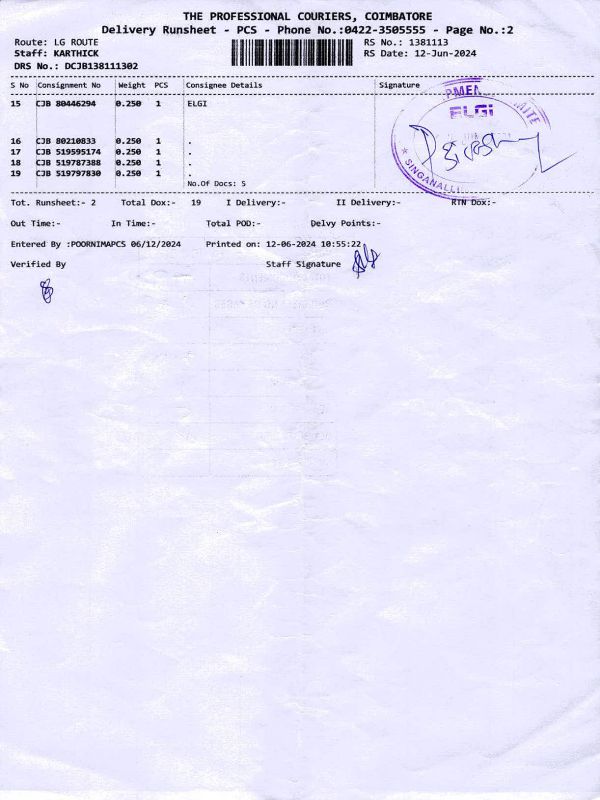 THE PROFESSIONAL COURIERS, COIMBATORE
Delivery Runsheet - PCS - Phone No.:0422-3505555 - Page No.:2
Route: LG ROUTE RS No.: 1381113
Staff: KARTHICK RS Date: 12-Jun-2024
DRS No.: DCJB138111302
S No Consignment No Weight PCS Consignee Details Signature
15 CJB 80446294 0.250 1 ELGI
16 CJB 80210833 0.250 1 .
17 CJB 519595174 0.250 1 .
18 CJB 519787388 0.250 1 .
19 CJB 519797830 0.250 1 .
No.Of Docs: 5
ELGi
SINGANALL
Tot. Runsheet:- 2 Total Dox:- 19 I Delivery:- II Delivery:- RTN Dox:-
Out Time:- In Time:- Total POD:- Delvy Points:-
Entered By :POORNIMAPCS 06/12/2024 Printed on: 12-06-2024 10:55:22
Verified By Staff Signature